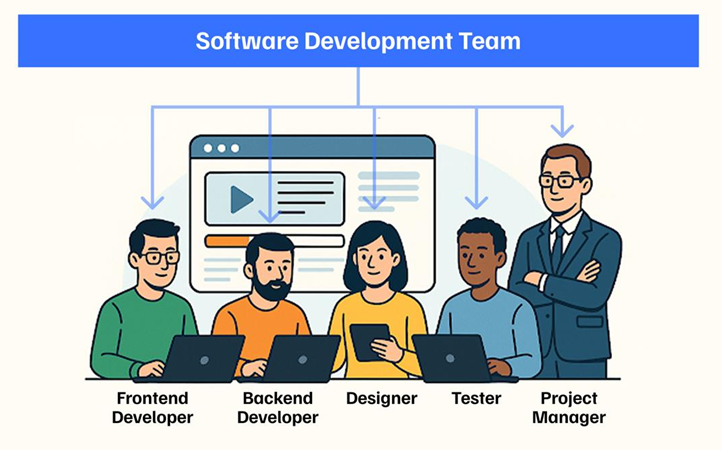 Software Development Team
Frontend
Developer
Backend
Developer
Designer
Tester
Project
Manager